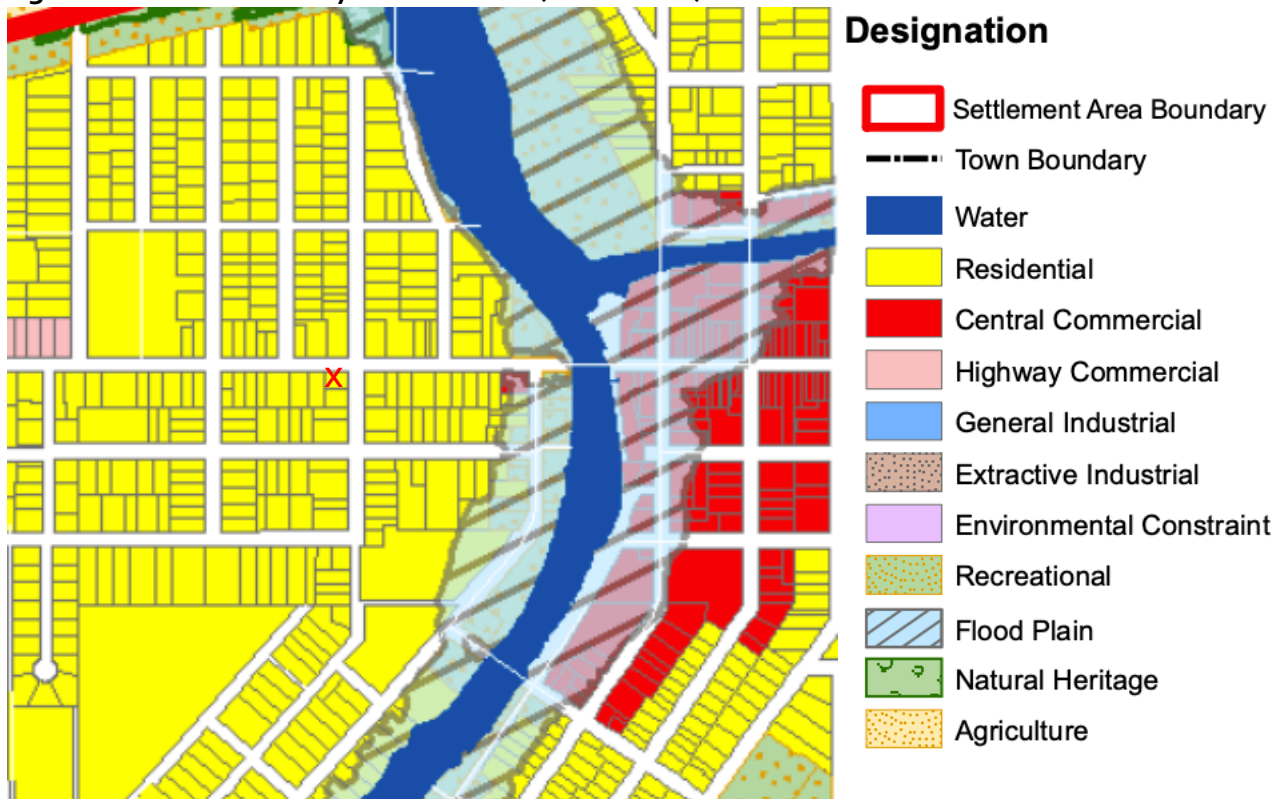 Designation
Settlement Area Boundary
Town Boundary
Water
Residential
Central Commercial
Highway Commercial
General Industrial
Extractive Industrial
Environmental Constraint
Recreational
Flood Plain
Natural Heritage
Agriculture
X